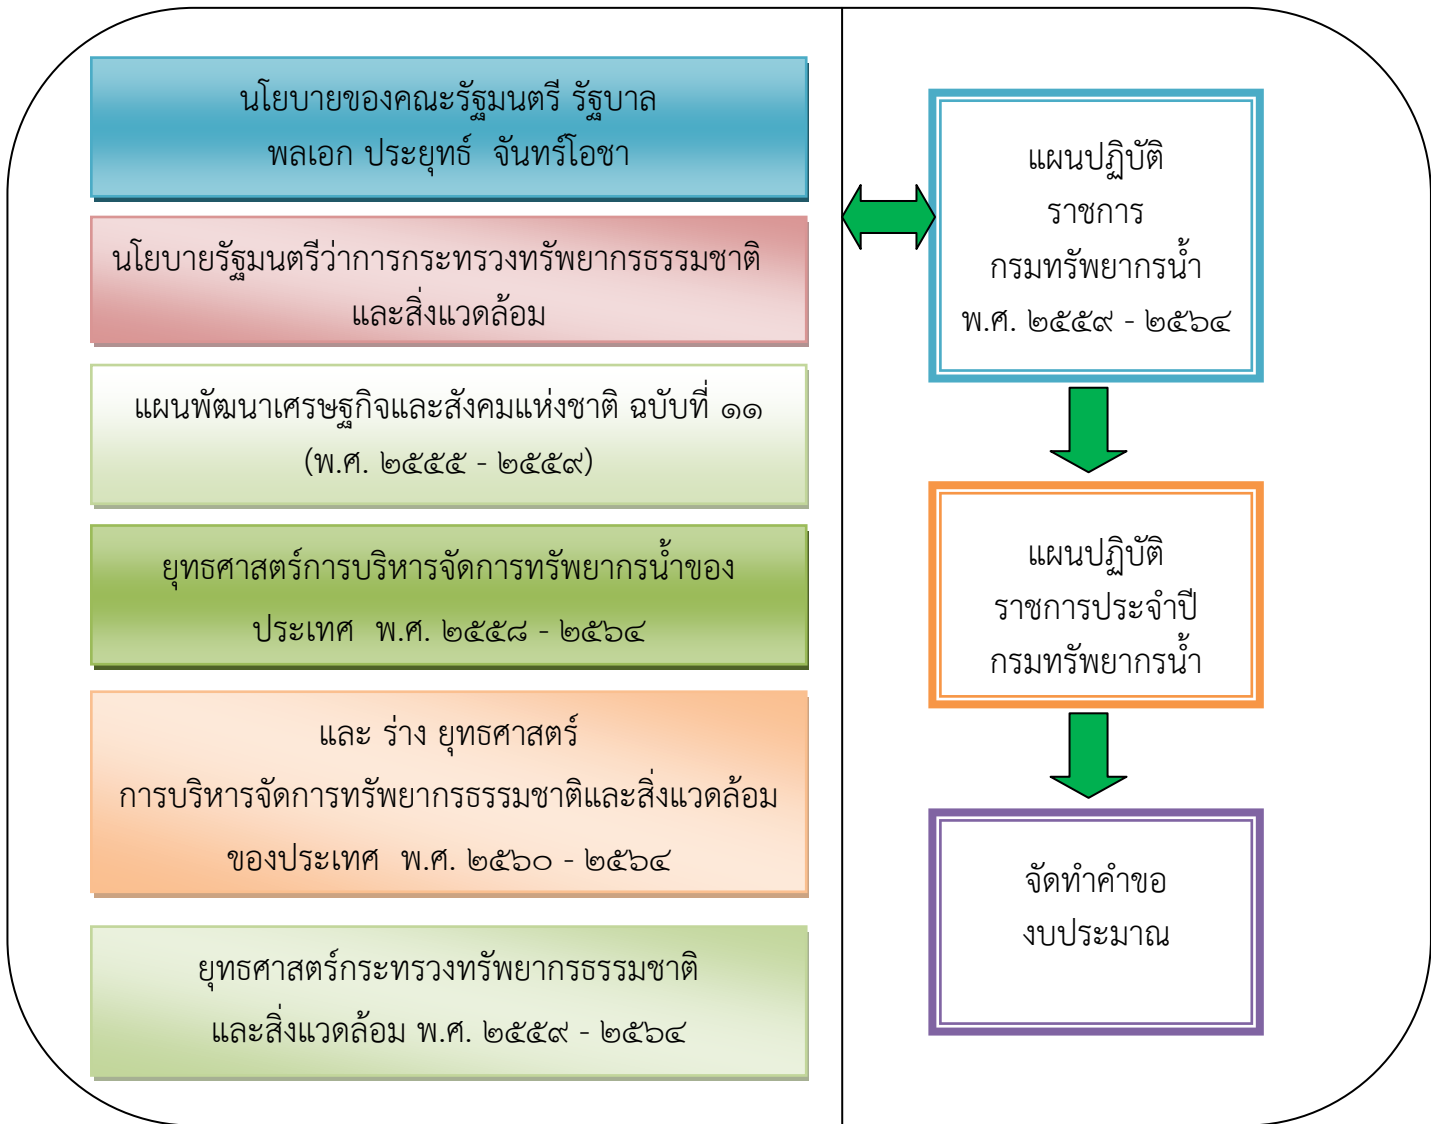 นโยบายของคณะรัฐมนตรี รัฐบาล
พลเอก ประยุทธ์ จันทร์โอชา
นโยบายรัฐมนตรีว่าการกระทรวงทรัพยากรธรรมชาติ
และสิ่งแวดล้อม
แผนพัฒนาเศรษฐกิจและสังคมแห่งชาติ ฉบับที่ ๑๑
(พ.ศ. ๒๕๕๕ - ๒๕๕๙)
ยุทธศาสตร์การบริหารจัดการทรัพยากรน้ำของ
ประเทศ พ.ศ. ๒๕๕๘ - ๒๕๖๔
และ ร่าง ยุทธศาสตร์
การบริหารจัดการทรัพยากรธรรมชาติและสิ่งแวดล้อม
ของประเทศ พ.ศ. ๒๕๖๐ - ๒๕๖๔
ยุทธศาสตร์กระทรวงทรัพยากรธรรมชาติ
และสิ่งแวดล้อม พ.ศ. ๒๕๕๙ - ๒๕๖๔
แผนปฏิบัติ
ราชการ
กรมทรัพยากรน้ำ
พ.ศ. ๒๕๕๙ - ๒๕๖๔
แผนปฏิบัติ
ราชการประจำปี
กรมทรัพยากรน้ำ
จัดทำคำขอ
งบประมาณ